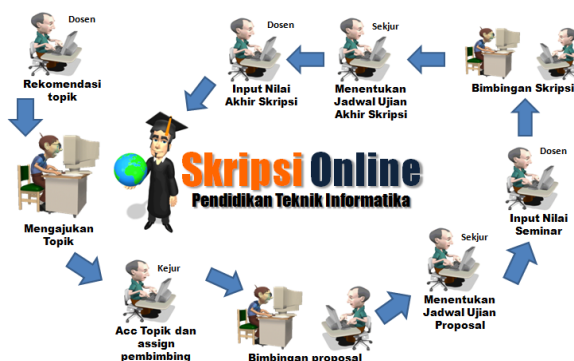 Dosen
Rekomendasi
topik
Mengajukan
Topik
Kejur
Acc Topik dan
assign
pembimbing
Bimbingan proposal
Sekjur
Menentukan
Jadwal Ujian
Proposal
Dosen
Input Nilai
Seminar
Bimbingan Skripsi
Sekjur
Menentukan
Jadwal Ujian
Akhir Skripsi
Dosen
Input Nilai
Akhir Skripsi
Skripsi Online
Pendidikan Teknik Informatika